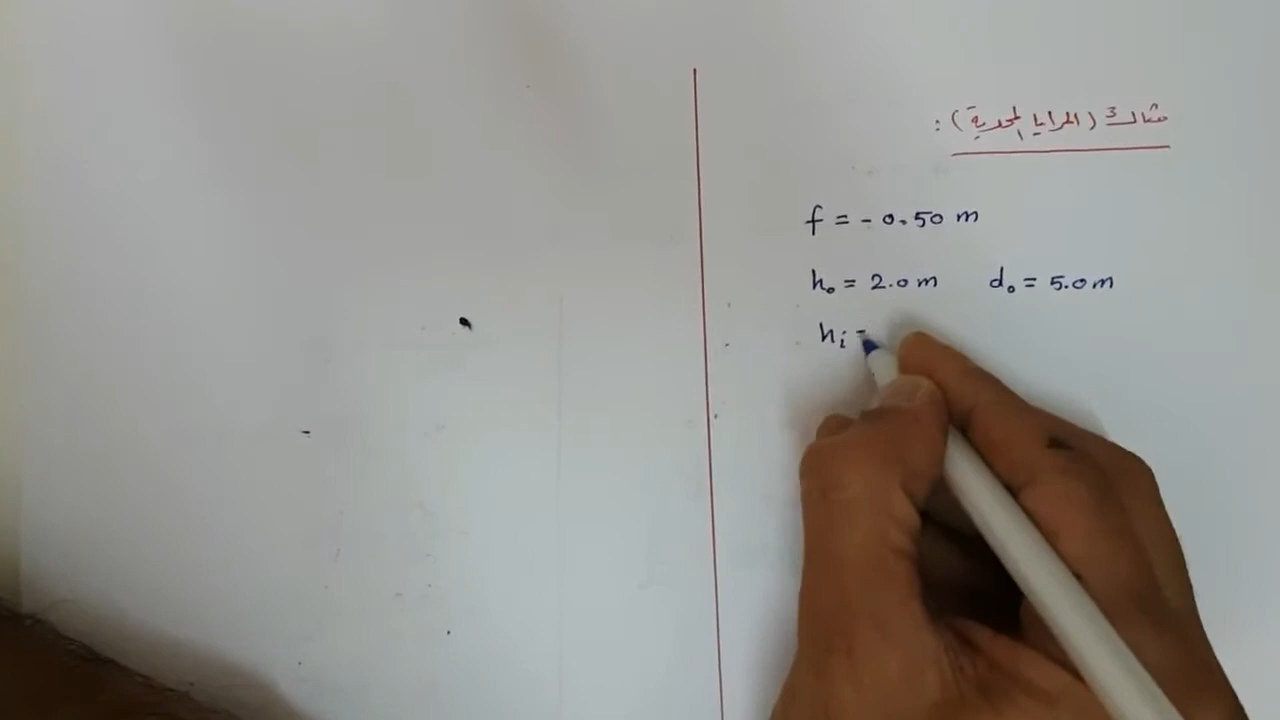 مثال 3 (المرايا المحدبة) :
f = - 0.50 m
h₀ = 2.0 m d₀ = 5.0 m
hᵢ =